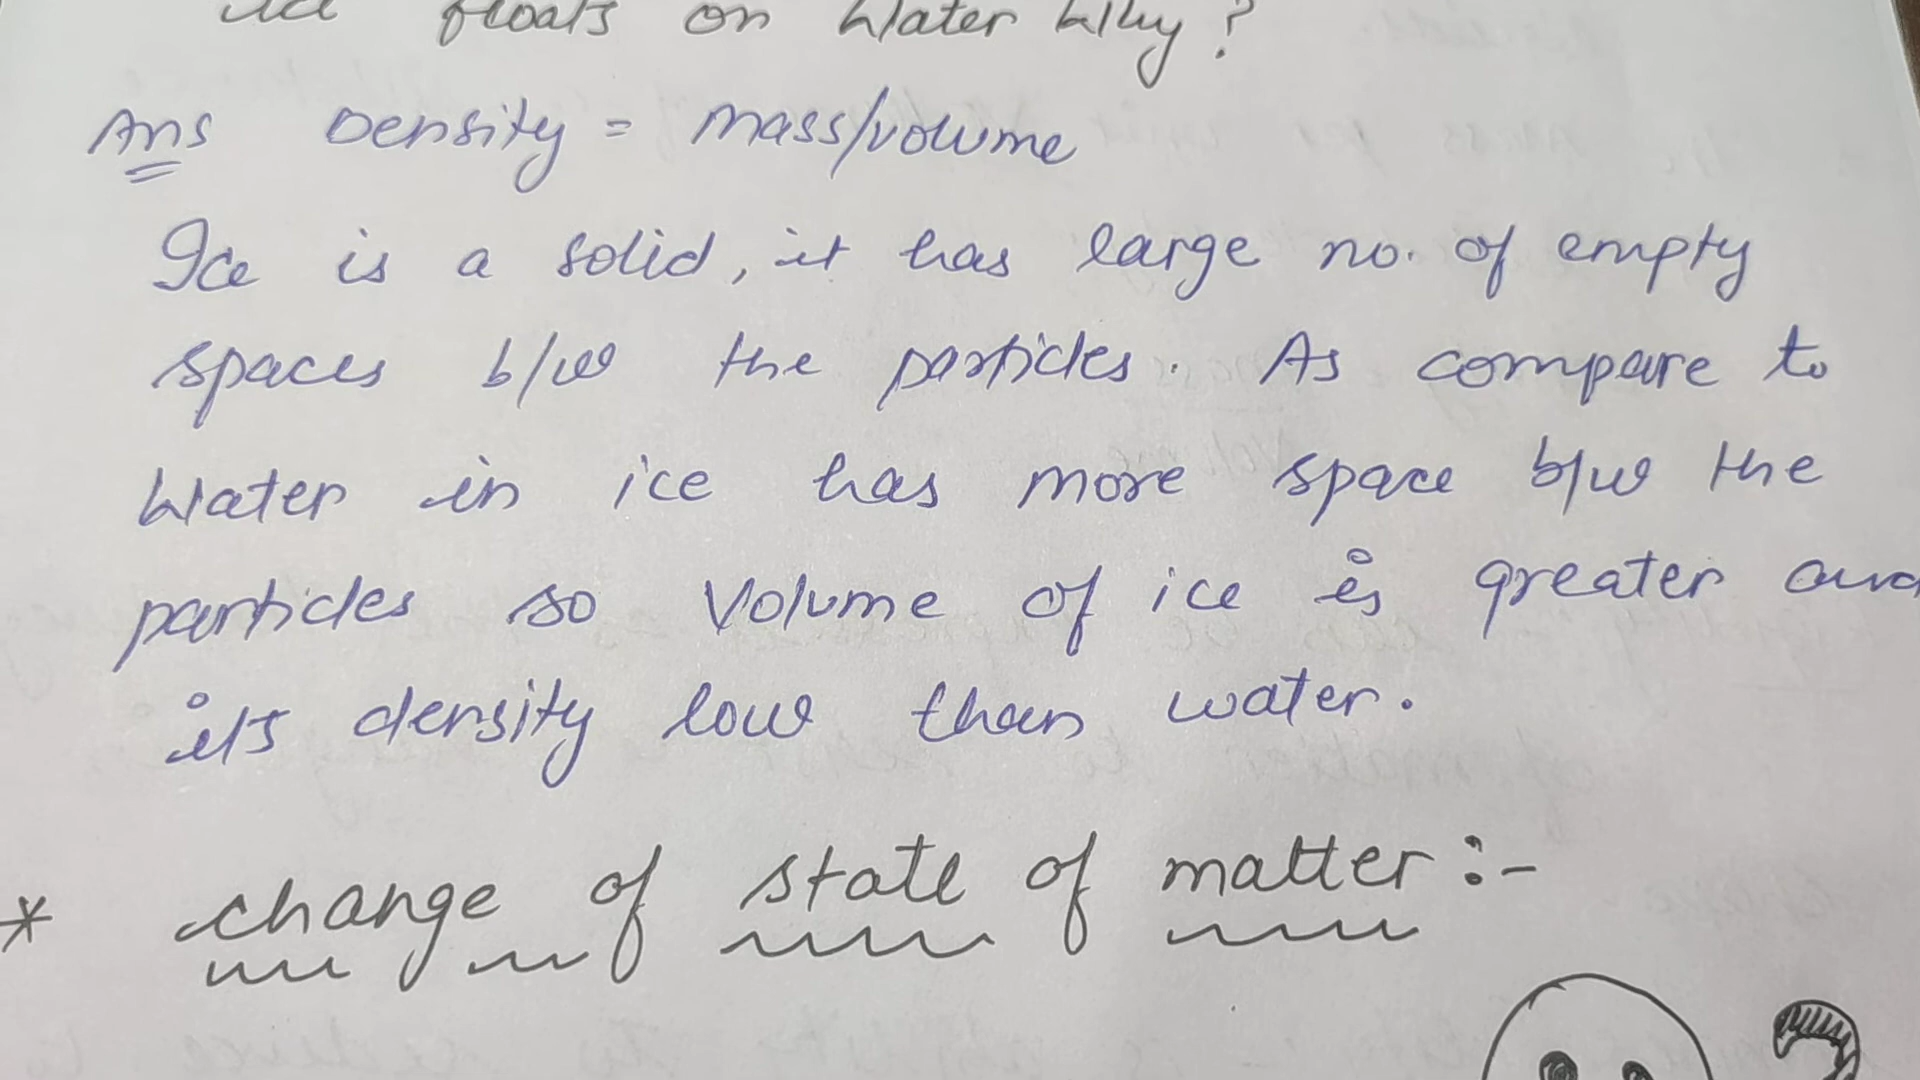 ice floats on Water Why?
Ans Density = mass/volume
Ice is a solid, it has large no. of empty
spaces b/w the particles. As compare to
Water in ice has more space b/w the
particles so Volume of ice is greater and
its density low than water.
* change of state of matter :-
?